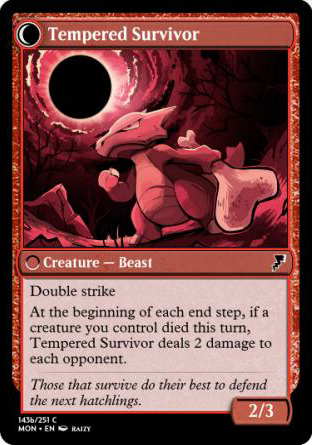 Tempered Survivor
Creature — Beast
Double strike
At the beginning of each end step, if a
creature you control died this turn,
Tempered Survivor deals 2 damage to
each opponent.
Those that survive do their best to defend
the next hatchlings.
2/3
143b/251 C
MON • EN RAIZY